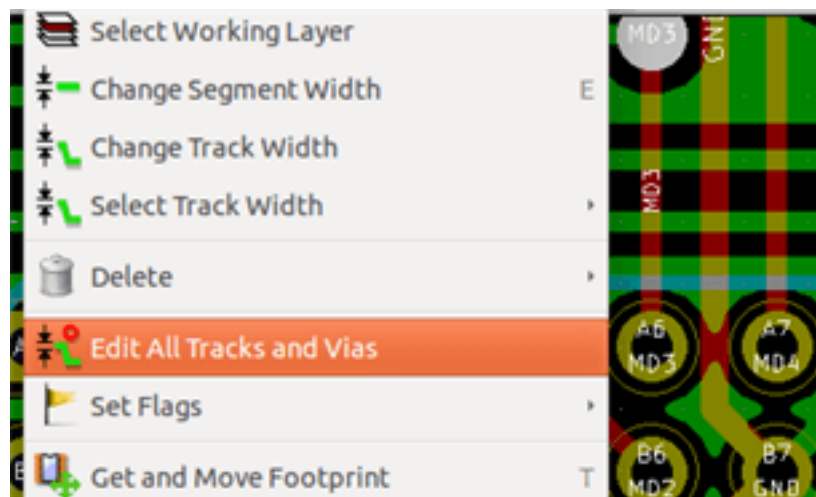 Select Working Layer
Change Segment Width E
Change Track Width
Select Track Width
Delete
Edit All Tracks and Vias
Set Flags
Get and Move Footprint T
MD3
GND
MD3
A6
MD3
A7
MD4
B6
MD2
B7
GND